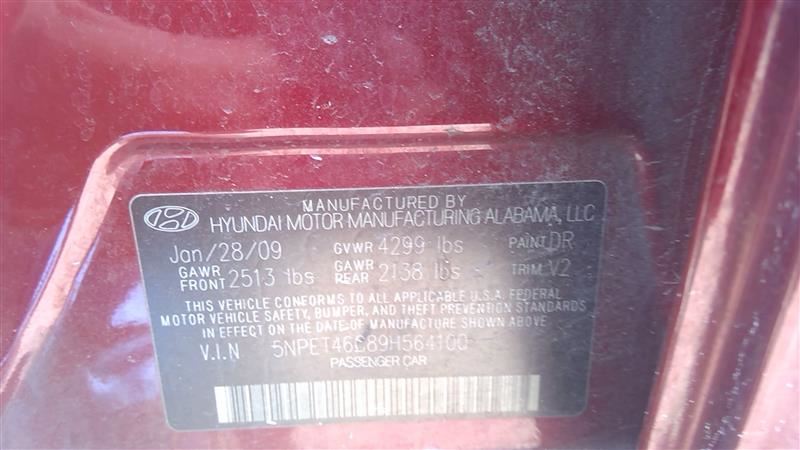 MANUFACTURED BY
HYUNDAI MOTOR MANUFACTURING ALABAMA, LLC
Jan/28/09 GVWR 4299 lbs PAINT DR
GAWR FRONT 2513 lbs GAWR REAR 2138 lbs TRIM V2
THIS VEHICLE CONFORMS TO ALL APPLICABLE U.S.A. FEDERAL
MOTOR VEHICLE SAFETY, BUMPER, AND THEFT PREVENTION STANDARDS
IN EFFECT ON THE DATE OF MANUFACTURE SHOWN ABOVE
V.I.N
PASSENGER CAR